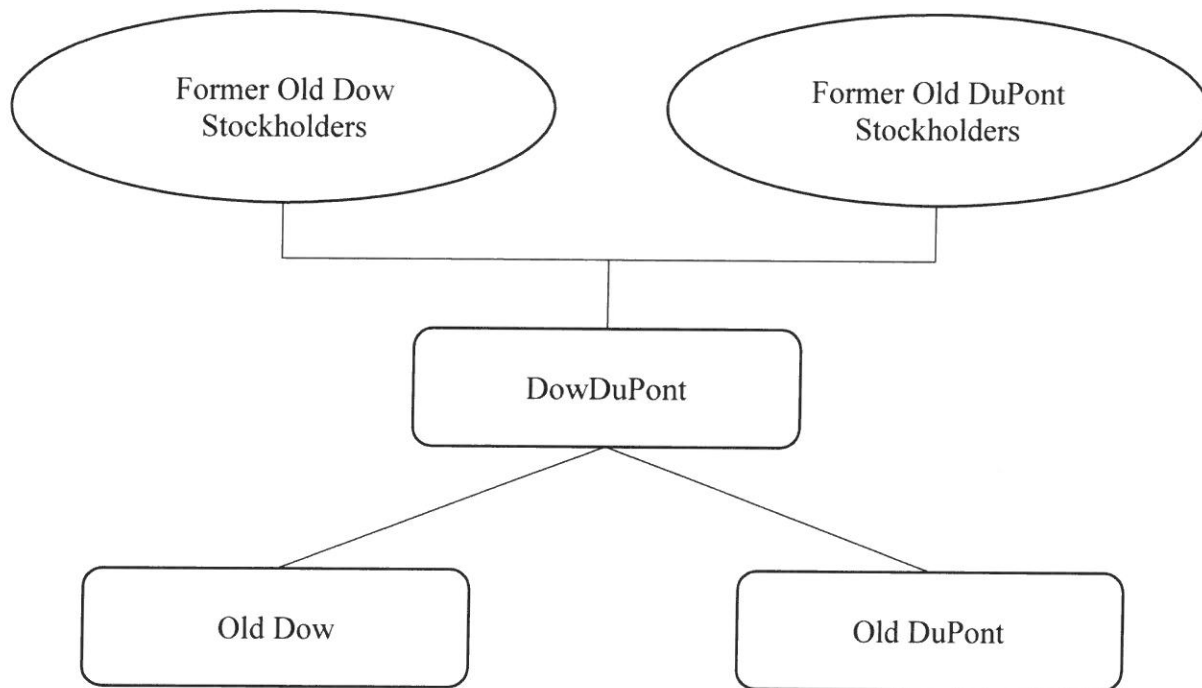 Former Old Dow
Stockholders
Former Old DuPont
Stockholders
DowDuPont
Old Dow
Old DuPont